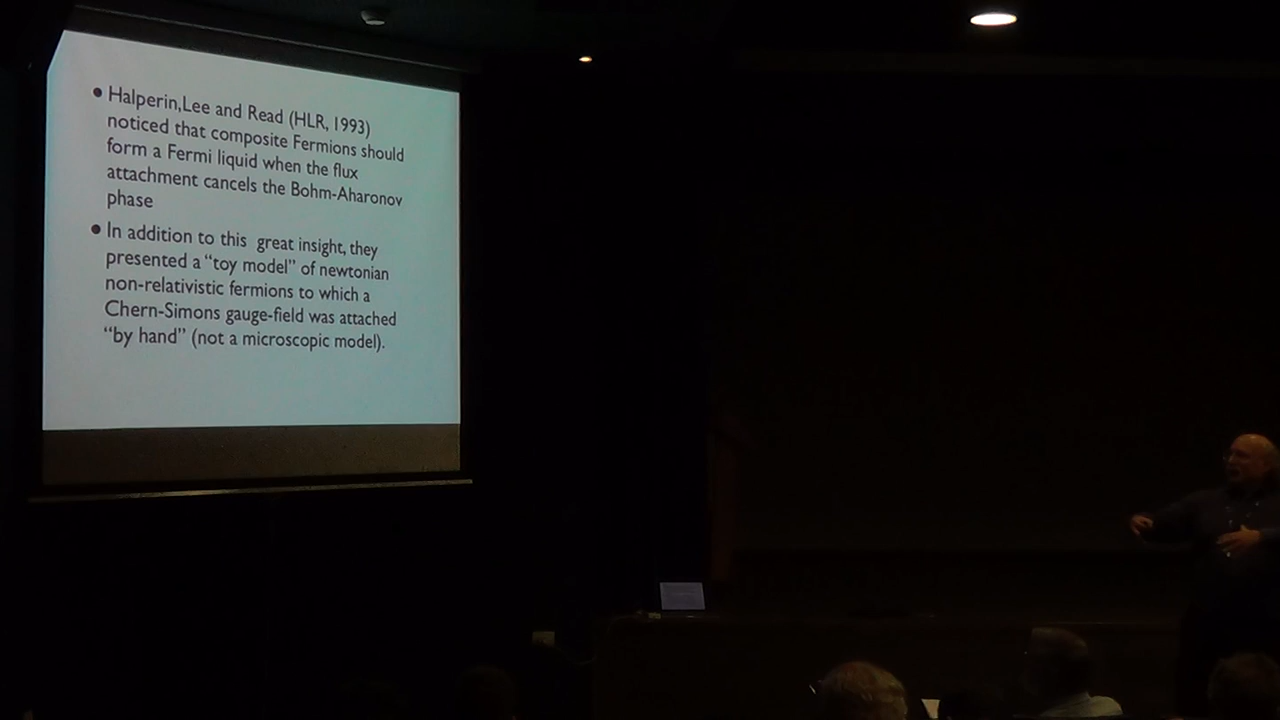 • Halperin,Lee and Read (HLR, 1993)
noticed that composite Fermions should
form a Fermi liquid when the flux
attachment cancels the Bohm-Aharonov
phase
• In addition to this great insight, they
presented a “toy model” of newtonian
non-relativistic fermions to which a
Chern-Simons gauge-field was attached
“by hand” (not a microscopic model).